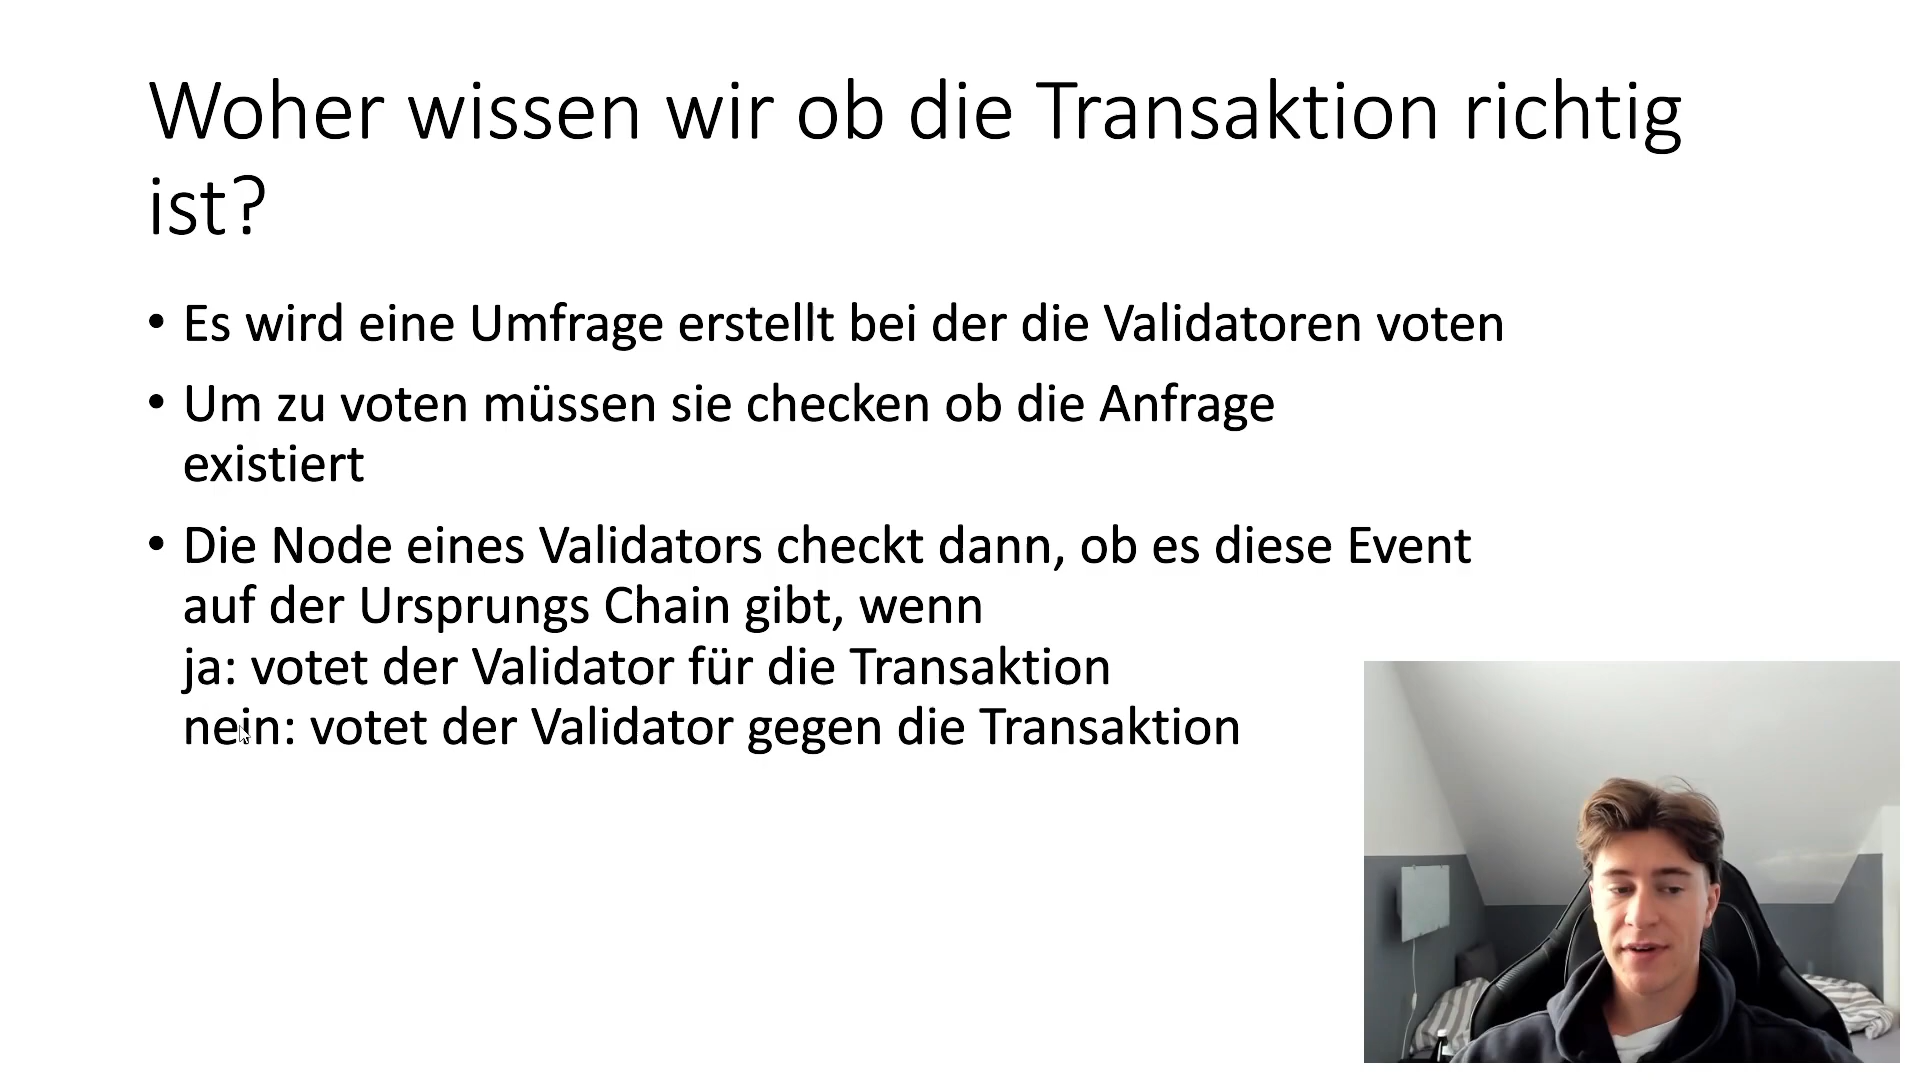 Woher wissen wir ob die Transaktion richtig
ist?
• Es wird eine Umfrage erstellt bei der die Validatoren voten
• Um zu voten müssen sie checken ob die Anfrage
existiert
• Die Node eines Validators checkt dann, ob es diese Event
auf der Ursprungs Chain gibt, wenn
ja: votet der Validator für die Transaktion
nein: votet der Validator gegen die Transaktion